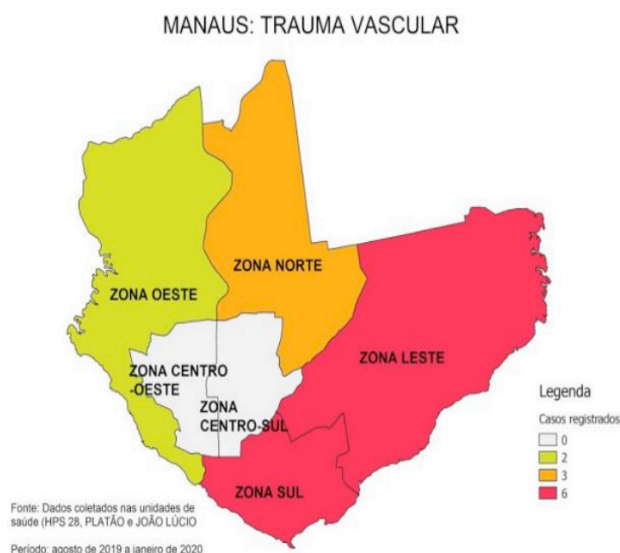 MANAUS: TRAUMA VASCULAR
ZONA NORTE
ZONA OESTE
ZONA LESTE
ZONA CENTRO
-OESTE
ZONA
CENTRO-SUL
ZONA SUL
Legenda
Casos registrados
0
2
3
6
Fonte: Dados coletados nas unidades de
saúde (HPS 28, PLATÃO e JOÃO LÚCIO
Período: agosto de 2019 a janeiro de 2020